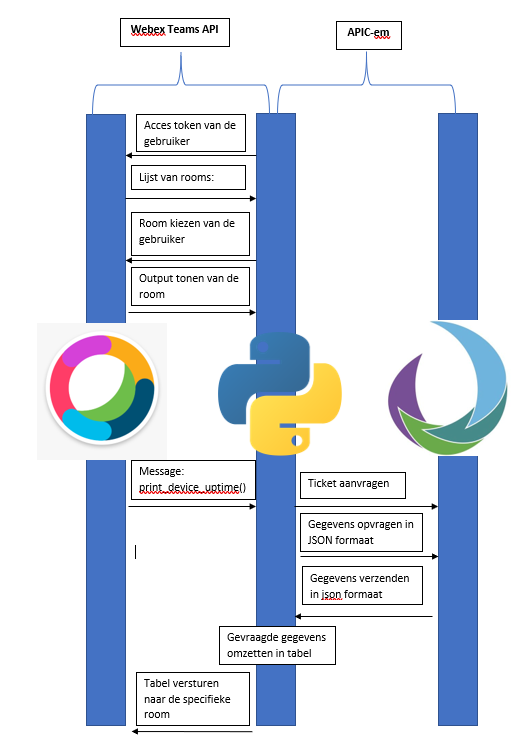 Webex Teams API
APIC-em
Acces token van de
gebruiker
Lijst van rooms:
Room kiezen van de
gebruiker
Output tonen van de
room
Message:
print_device_uptime()
Ticket aanvragen
Gegevens opvragen in
JSON formaat
Gegevens verzenden
in json formaat
Gevraagde gegevens
omzetten in tabel
Tabel versturen
naar de specifieke
room